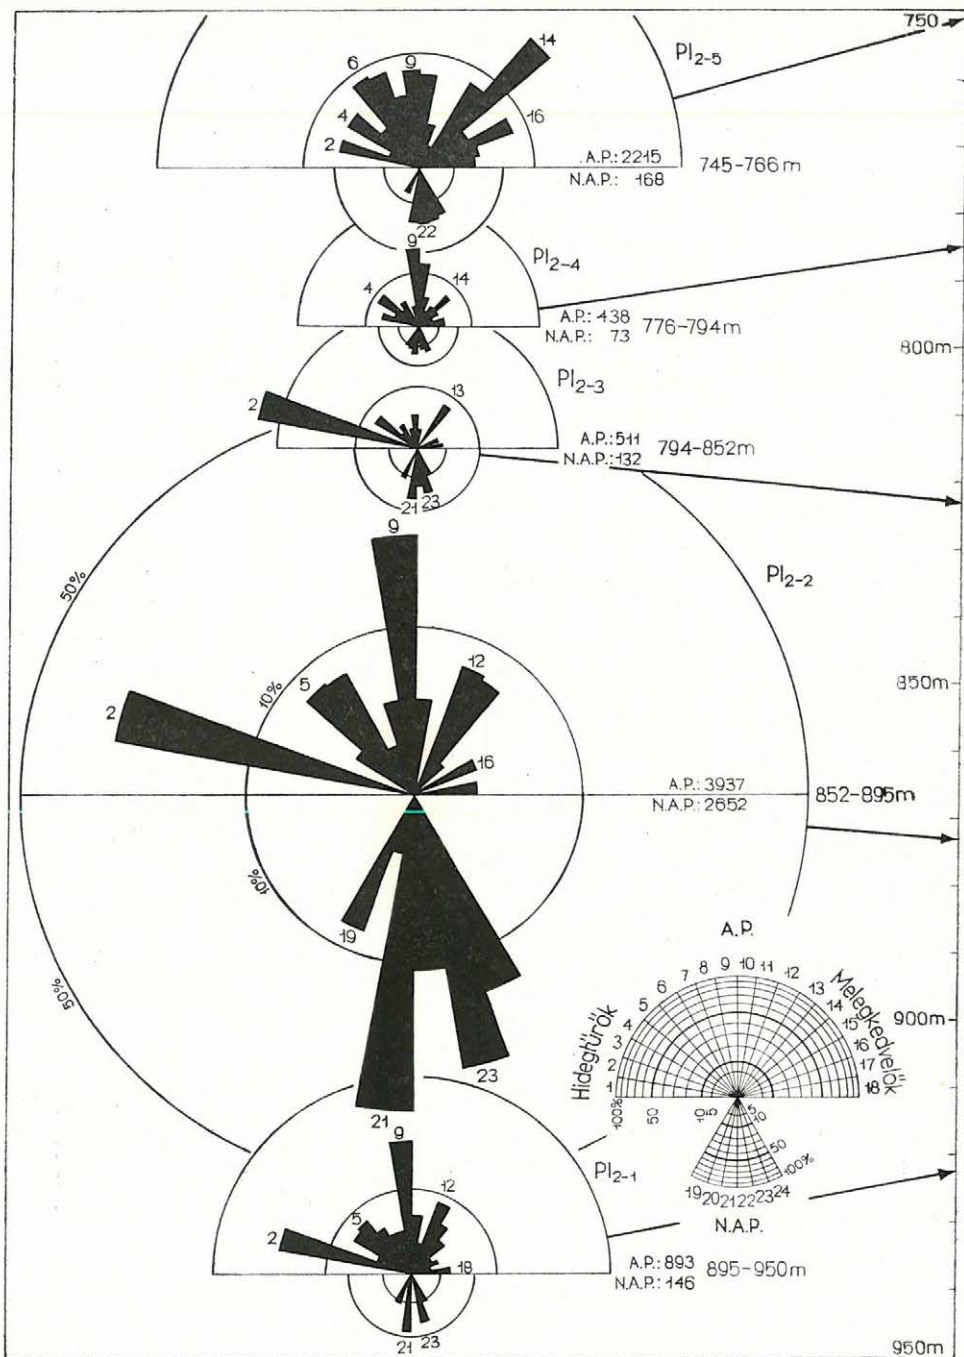 750
14
6
9
4
16
2
Pl2-5
A.P.: 2215
N.A.P.: 168
745-766m
22
9
Pl2-4
4
14
A.P.: 438
N.A.P.: 73
776-794m
800m
Pl2-3
2
13
A.P.: 511
N.A.P.: 132
794-852m
21
23
9
Pl2-2
50%
12
5
10%
850m
2
16
A.P.: 3937
N.A.P.: 2652
852-895m
10%
19
50%
23
21
A.P.
1 2 3 4 5 6 7 8 9 10 11 12 13 14 15 16 17 18
Hidegtűrők
Melegkedvelők
100% 50 10 5
5 10 50 100%
19 20 21 22 23 24
N.A.P.
900m
9
Pl2-1
12
5
2
18
A.P.: 893
N.A.P.: 146
895-950m
21
23
950m